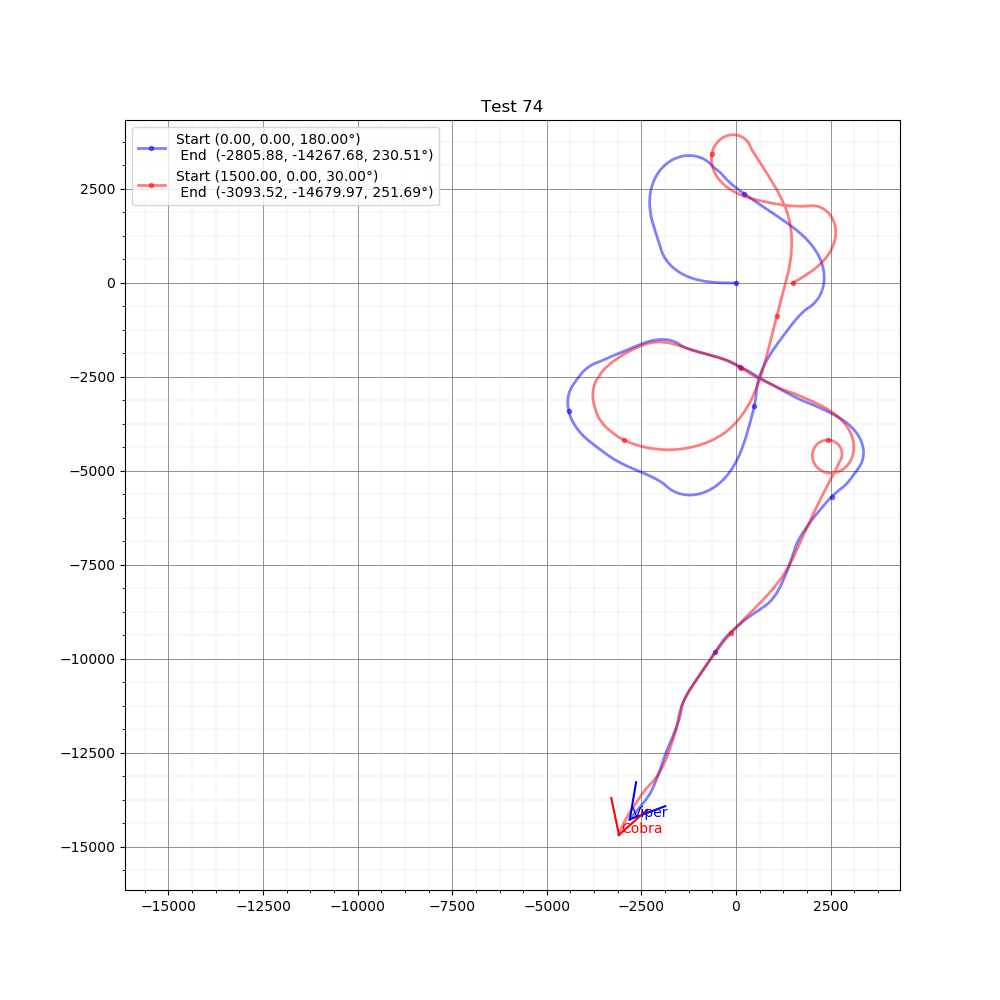 Test 74
Start (0.00, 0.00, 180.00°)
End (-2805.88, -14267.68, 230.51°)
Start (1500.00, 0.00, 30.00°)
End (-3093.52, -14679.97, 251.69°)
2500
0
−2500
−5000
−7500
−10000
−12500
−15000
Viper
Cobra
−15000 −12500 −10000 −7500 −5000 −2500 0 2500